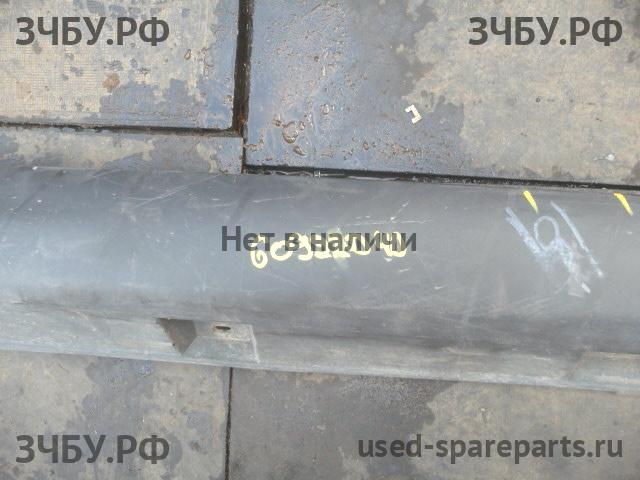 ЗЧБУ.РФ ЗЧБУ.РФ
Нет в наличи
ЗЧБУ.РФ used-spareparts.ru